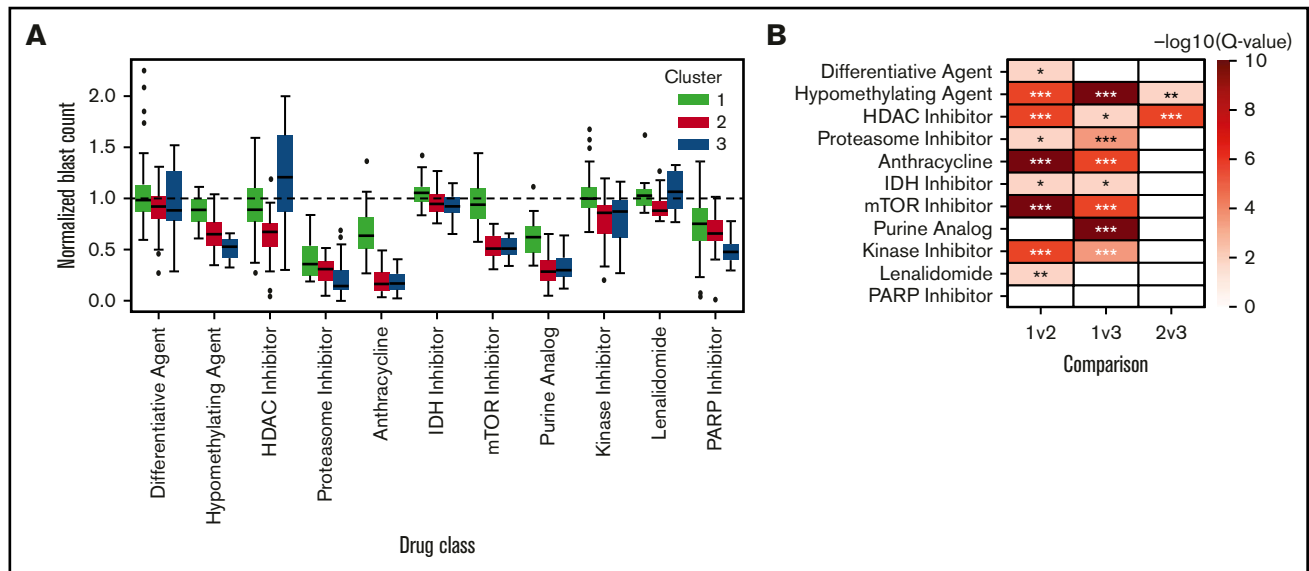 A
Normalized blast count
2.0
1.5
1.0
0.5
0.0
Cluster
1
2
3
Differentiative Agent
Hypomethylating Agent
HDAC Inhibitor
Proteasome Inhibitor
Anthracycline
IDH Inhibitor
mTOR Inhibitor
Purine Analog
Kinase Inhibitor
Lenalidomide
PARP Inhibitor
Drug class
B
–log10(Q-value)
Differentiative Agent *
Hypomethylating Agent *** *** **
HDAC Inhibitor *** * ***
Proteasome Inhibitor * ***
Anthracycline *** ***
IDH Inhibitor * *
mTOR Inhibitor *** ***
Purine Analog ***
Kinase Inhibitor *** ***
Lenalidomide **
PARP Inhibitor
1v2 1v3 2v3
Comparison
10
8
6
4
2
0